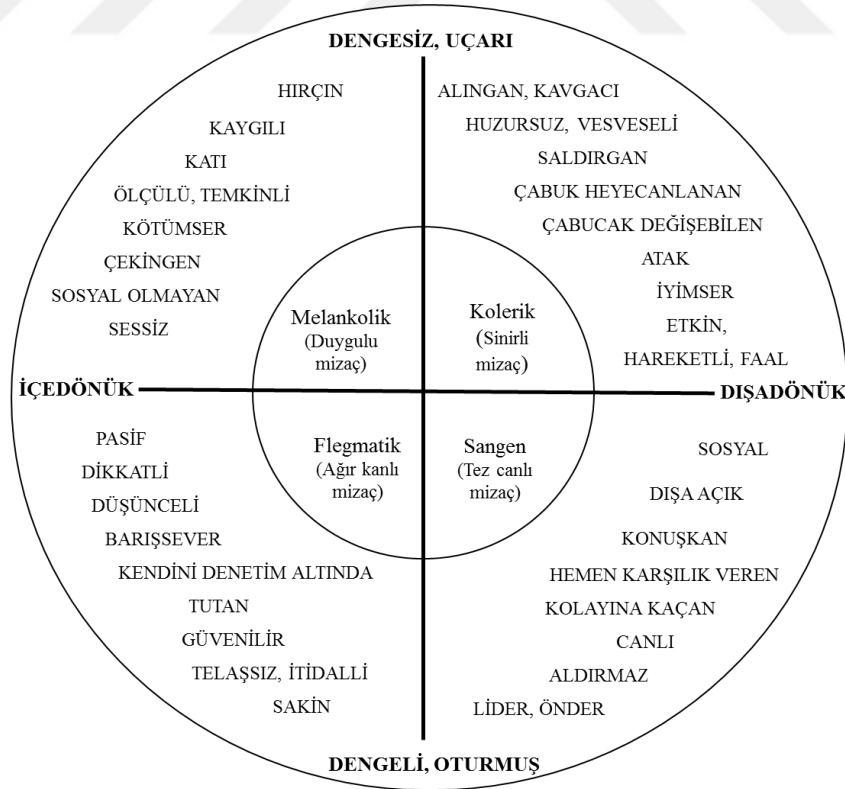 DENGESİZ, UÇARI
HIRÇIN
KAYGILI
KATI
ÖLÇÜLÜ, TEMKİNLİ
KÖTÜMSER
ÇEKİNGEN
SOSYAL OLMAYAN
SESSİZ
ALINGAN, KAVGACI
HUZURSUZ, VESVESELİ
SALDIRGAN
ÇABUK HEYECANLANAN
ÇABUCAK DEĞİŞEBİLEN
ATAK
İYİMSER
ETKİN,
HAREKETLİ, FAAL
Melankolik
(Duygulu
mizaç)
Kolerik
(Sinirli
mizaç)
İÇEDÖNÜK
DIŞADÖNÜK
Flegmatik
(Ağır kanlı
mizaç)
Sangen
(Tez canlı
mizaç)
PASİF
DİKKATLİ
DÜŞÜNCELİ
BARIŞSEVER
KENDİNİ DENETİM ALTINDA
TUTAN
GÜVENİLİR
TELAŞSIZ, İTİDALLİ
SAKİN
SOSYAL
DIŞA AÇIK
KONUŞKAN
HEMEN KARŞILIK VEREN
KOLAYINA KAÇAN
CANLI
ALDIRMAZ
LİDER, ÖNDER
DENGELİ, OTURMUŞ